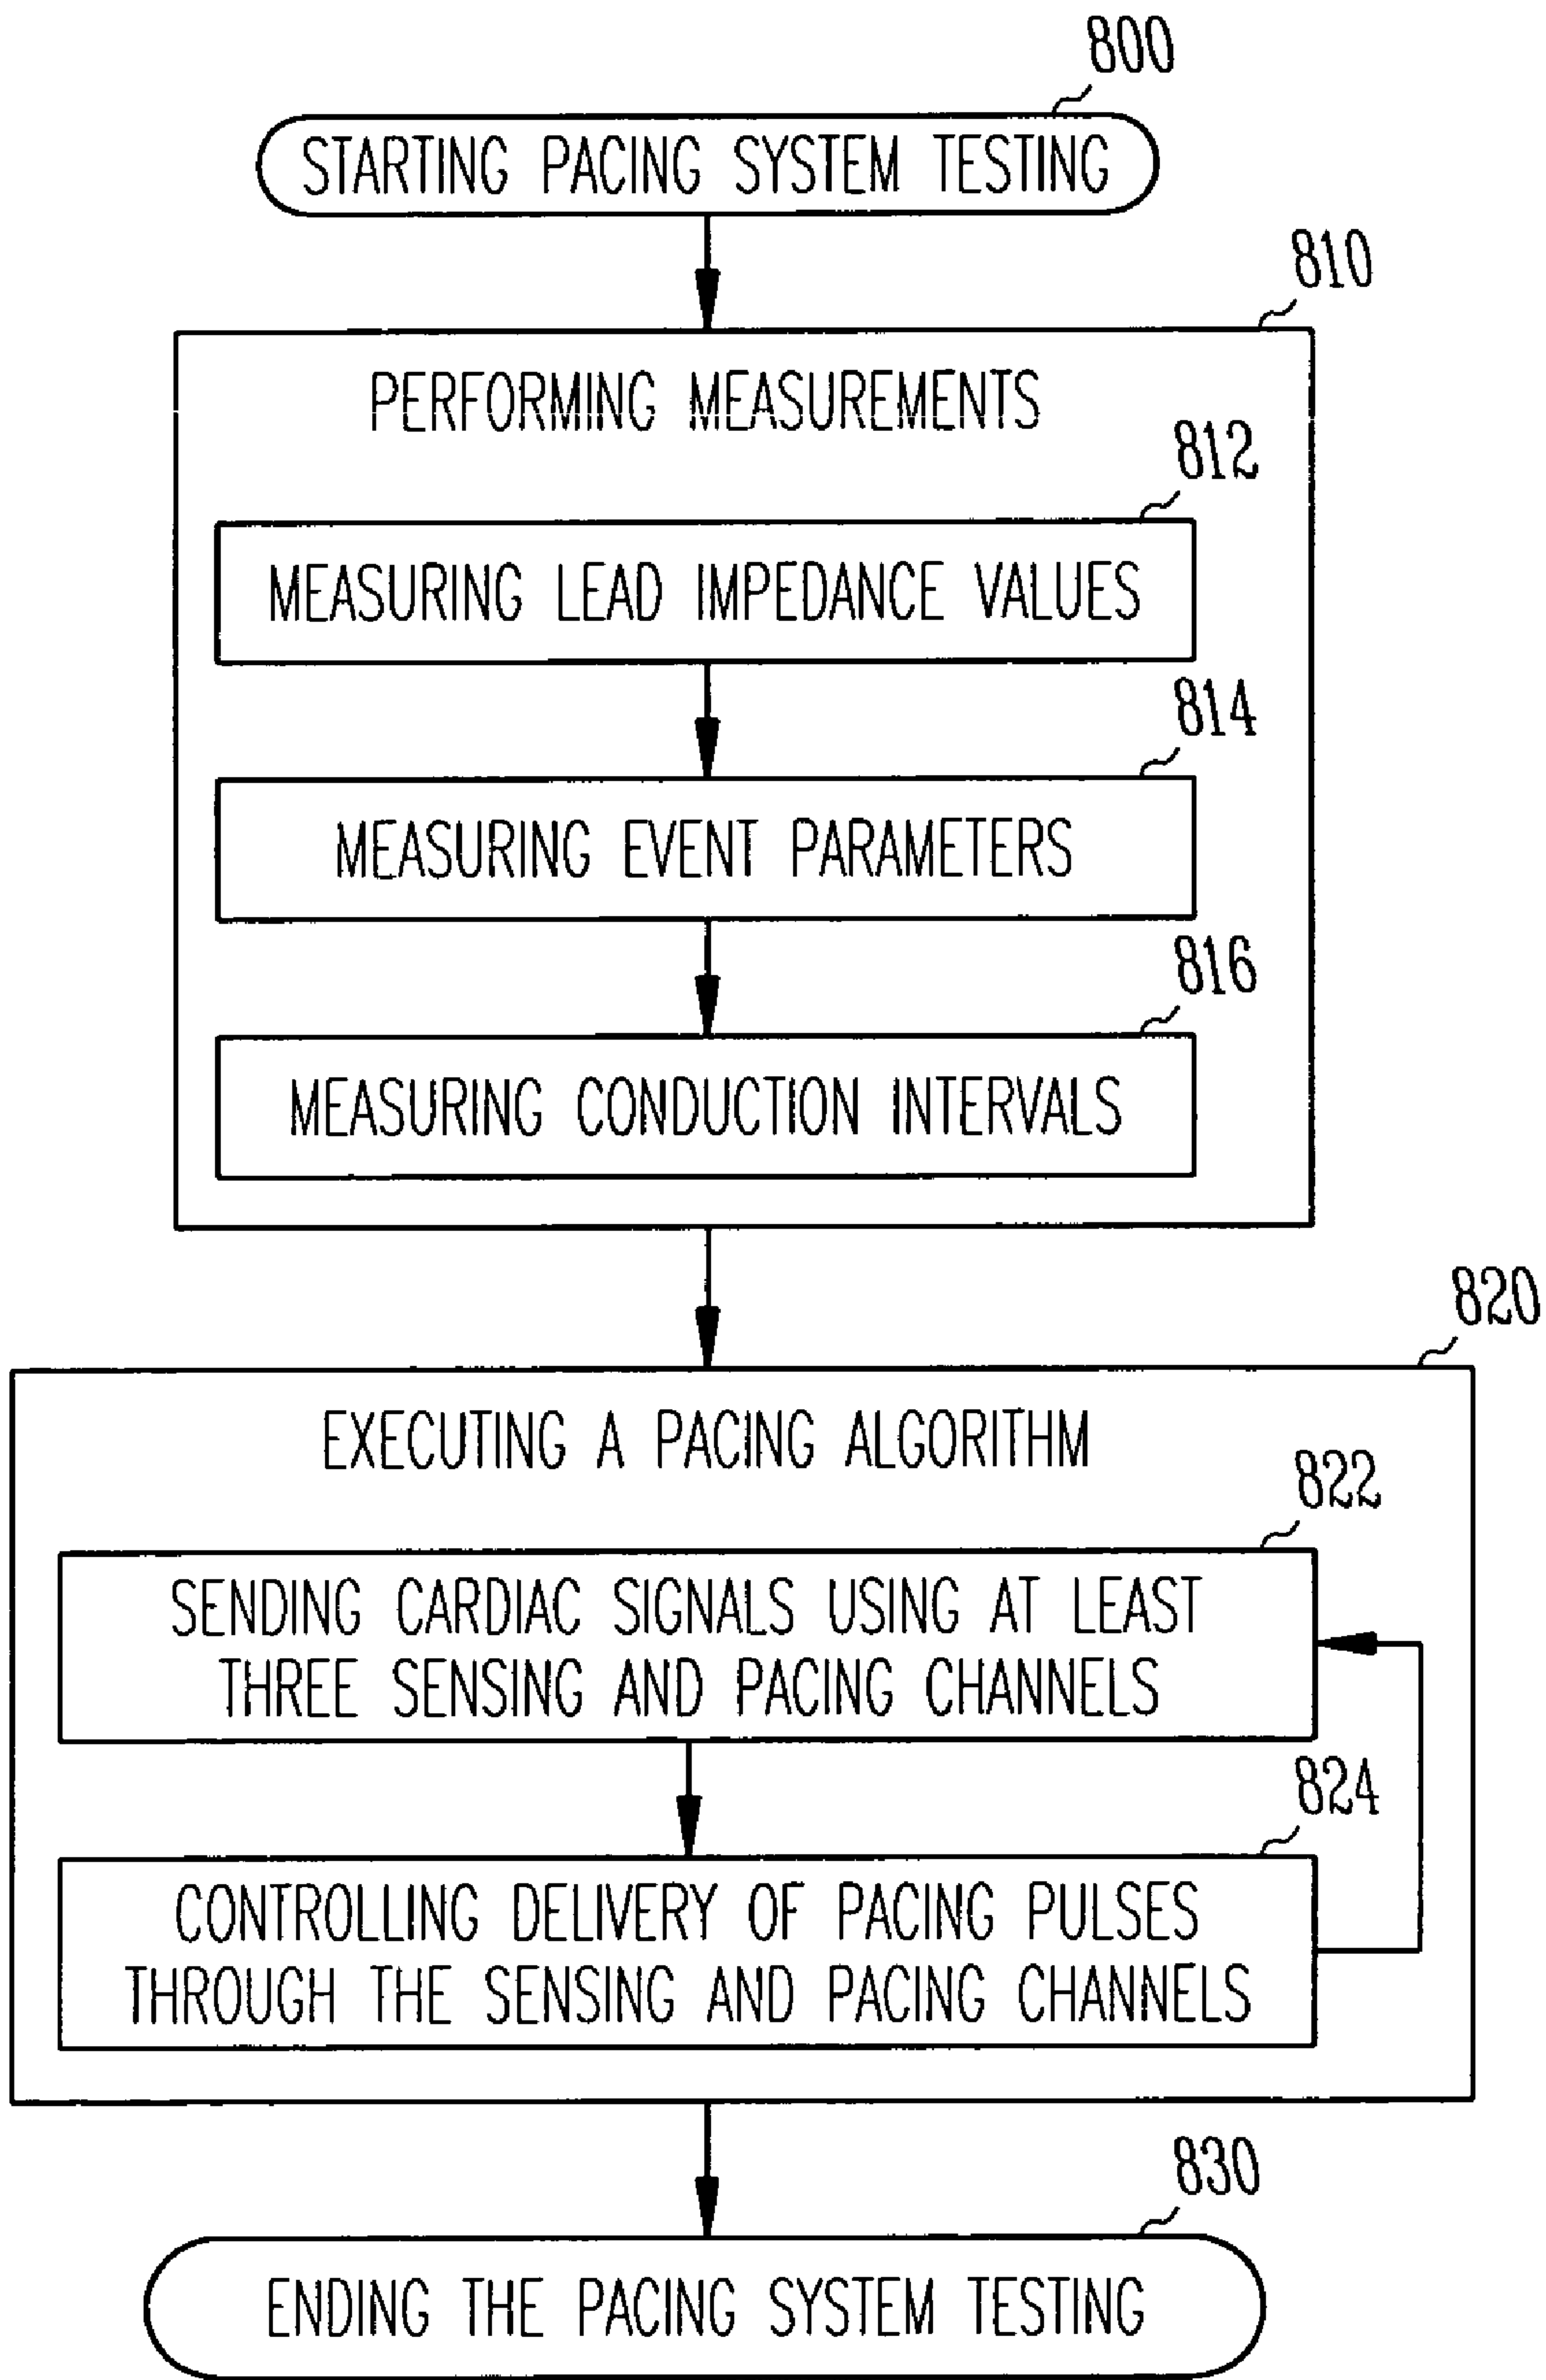 800
STARTING PACING SYSTEM TESTING
810
PERFORMING MEASUREMENTS
812
MEASURING LEAD IMPEDANCE VALUES
814
MEASURING EVENT PARAMETERS
816
MEASURING CONDUCTION INTERVALS
820
EXECUTING A PACING ALGORITHM
822
SENDING CARDIAC SIGNALS USING AT LEAST
THREE SENSING AND PACING CHANNELS
824
CONTROLLING DELIVERY OF PACING PULSES
THROUGH THE SENSING AND PACING CHANNELS
830
ENDING THE PACING SYSTEM TESTING